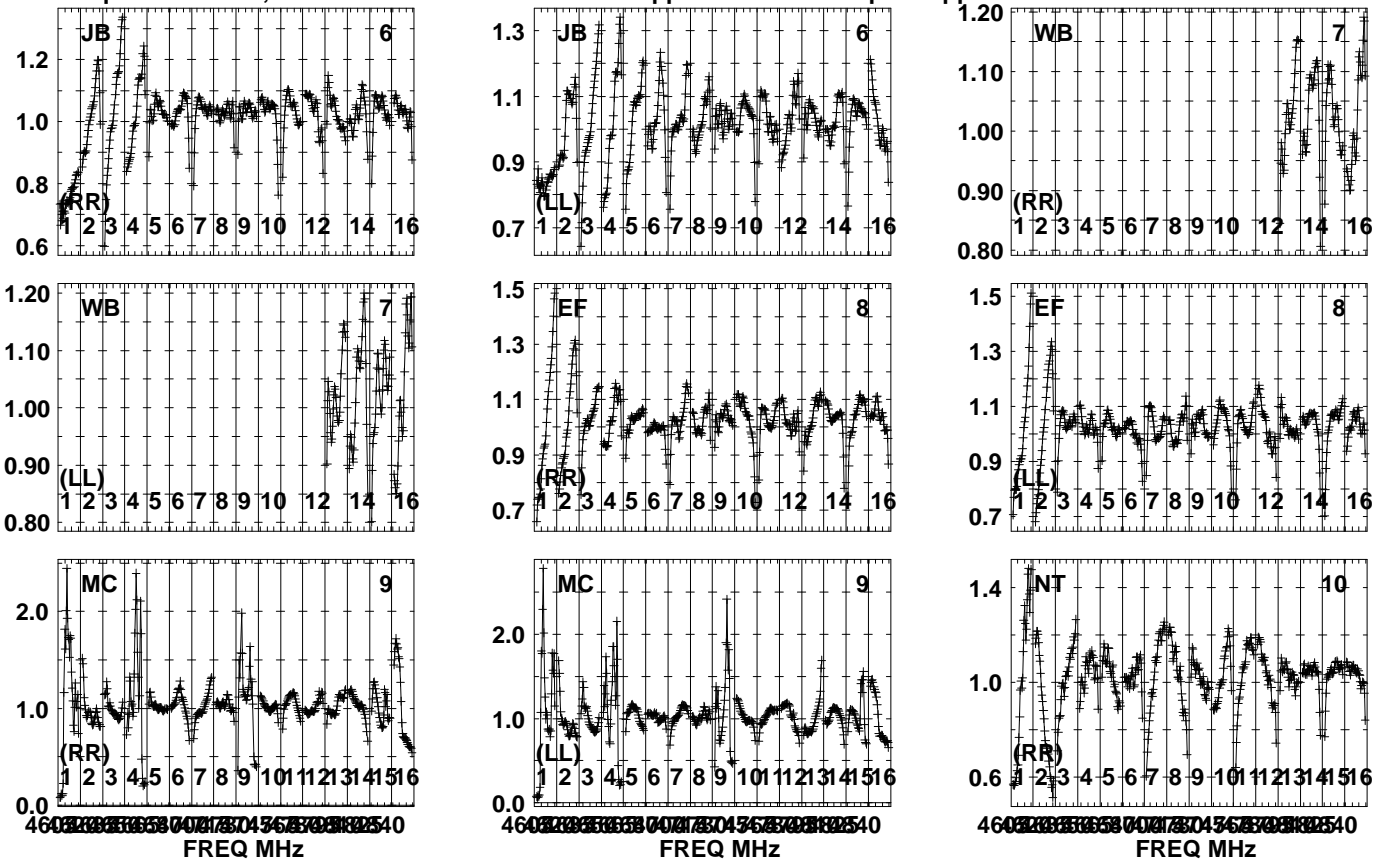 JB 6 JB 6 WB 7
1.2 1.3 1.20
1.0 1.1 1.10
0.8 0.9 1.00
0.6 0.7 0.90
0.80
(RR) (LL) (RR)
1 2 3 4 5 6 7 8 9 10 12 14 16
1 2 3 4 5 6 7 8 9 10 12 14 16
1 2 3 4 5 6 7 8 9 10 12 14 16
WB 7 EF 8 EF 8
1.20 1.5 1.5
1.10 1.3 1.3
1.00 1.1 1.1
0.90 0.9 0.9
0.80 0.7 0.7
(LL) (RR) (LL)
1 2 3 4 5 6 7 8 9 10 12 14 16
1 2 3 4 5 6 7 8 9 10 12 14 16
1 2 3 4 5 6 7 8 9 10 12 14 16
MC 9 MC 9 NT 10
2.0 2.0 1.4
1.0 1.0 1.0
0.0 0.0 0.6
(RR) (LL) (RR)
1 2 3 4 5 6 7 8 9 10 11 12 13 14 15 16
1 2 3 4 5 6 7 8 9 10 11 12 13 14 15 16
1 2 3 4 5 6 7 8 9 10 11 12 13 14 15 16
FREQ MHz FREQ MHz FREQ MHz